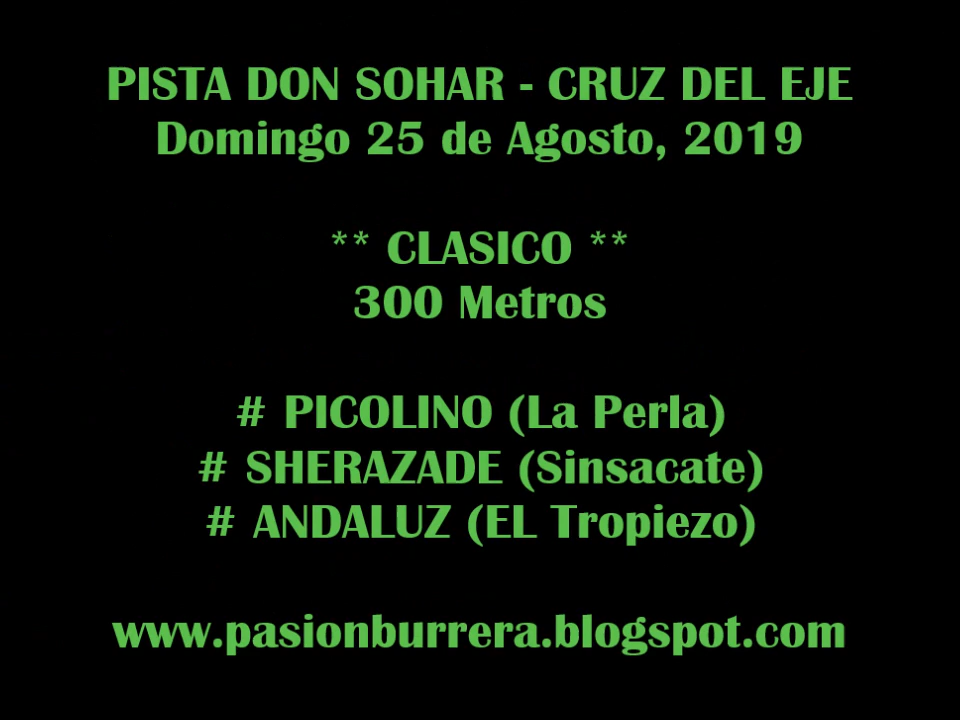 PISTA DON SOHAR - CRUZ DEL EJE
Domingo 25 de Agosto, 2019
** CLASICO **
300 Metros
# PICOLINO (La Perla)
# SHERAZADE (Sinsacate)
# ANDALUZ (EL Tropiezo)
www.pasionburrera.blogspot.com